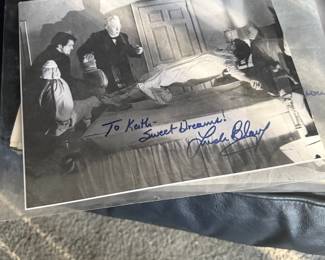 To Keith-
Sweet Dreams!
Linda Blair